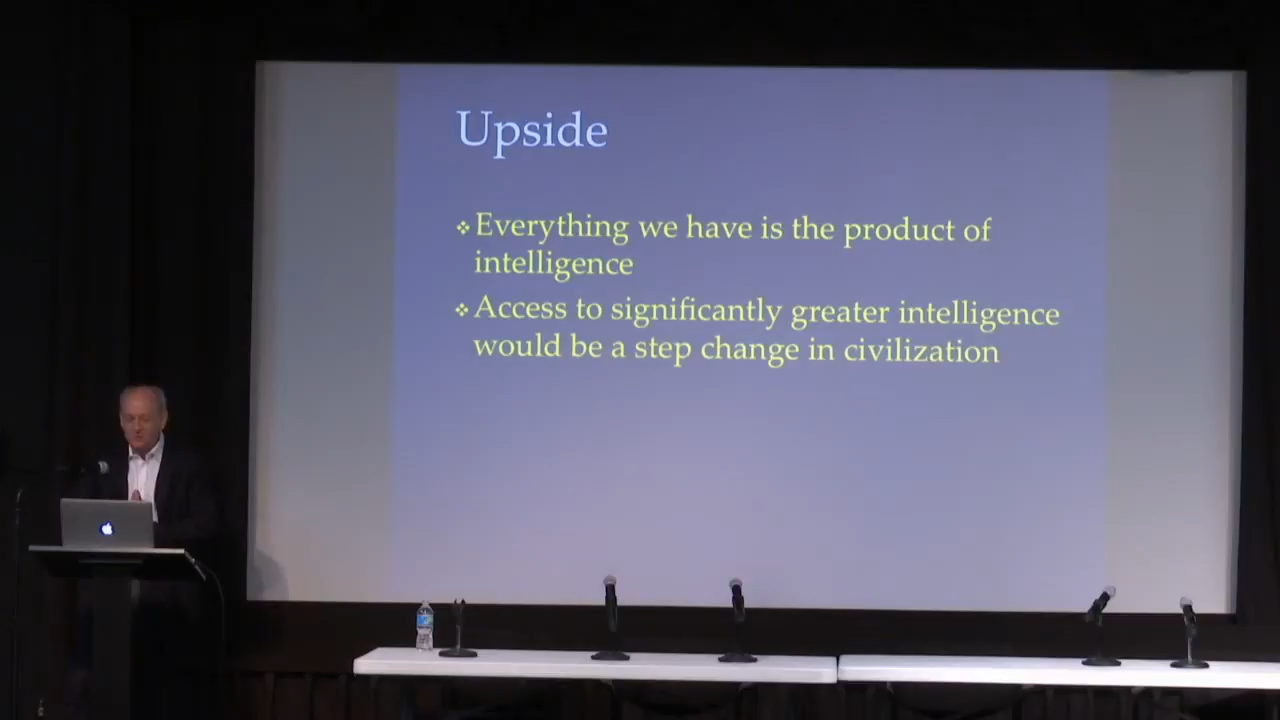 Upside
❖Everything we have is the product of
intelligence
❖Access to significantly greater intelligence
would be a step change in civilization